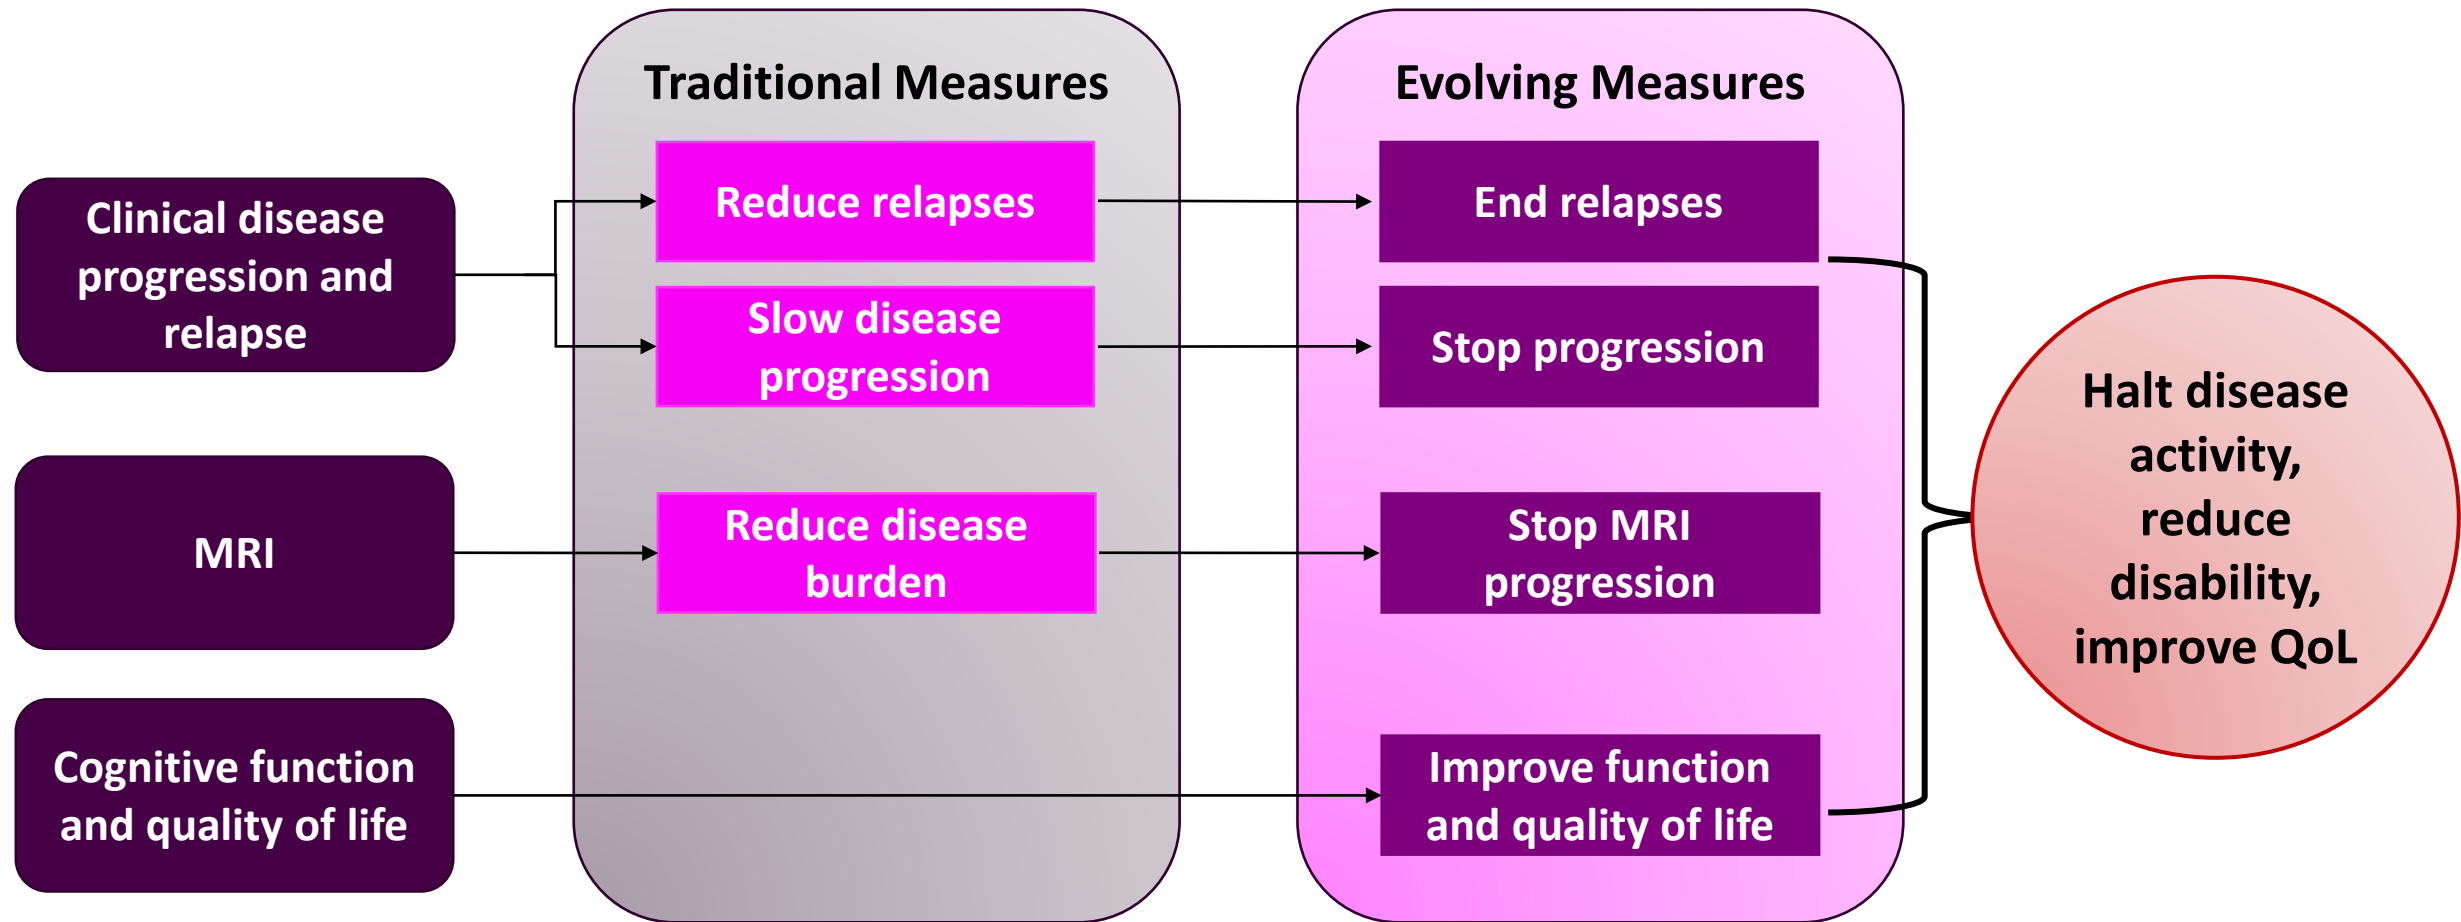 Traditional Measures
Evolving Measures
Clinical disease
progression and
relapse
Reduce relapses
End relapses
Slow disease
progression
Stop progression
MRI
Reduce disease
burden
Stop MRI
progression
Cognitive function
and quality of life
Improve function
and quality of life
Halt disease
activity,
reduce
disability,
improve QoL